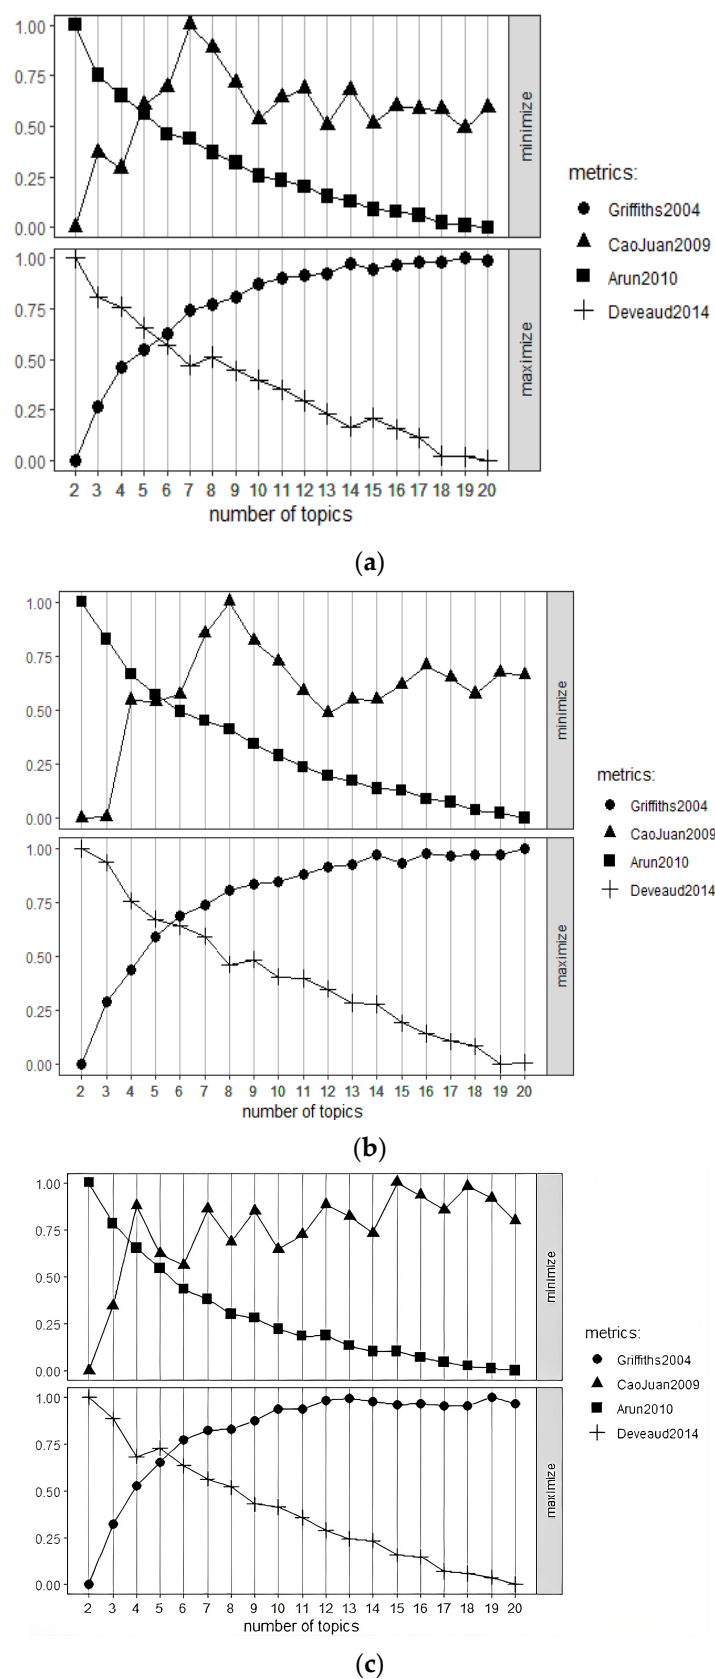 1.00
0.75
0.50
0.25
0.00
minimize
1.00
0.75
0.50
0.25
0.00
maximize
2 3 4 5 6 7 8 9 10 11 12 13 14 15 16 17 18 19 20
number of topics
metrics:
Griffiths2004
CaoJuan2009
Arun2010
Deveaud2014
(a)
1.00
0.75
0.50
0.25
0.00
minimize
1.00
0.75
0.50
0.25
0.00
maximize
2 3 4 5 6 7 8 9 10 11 12 13 14 15 16 17 18 19 20
number of topics
metrics:
Griffiths2004
CaoJuan2009
Arun2010
Deveaud2014
(b)
1.00
0.75
0.50
0.25
0.00
minimize
1.00
0.75
0.50
0.25
0.00
maximize
2 3 4 5 6 7 8 9 10 11 12 13 14 15 16 17 18 19 20
number of topics
metrics:
Griffiths2004
CaoJuan2009
Arun2010
Deveaud2014
(c)